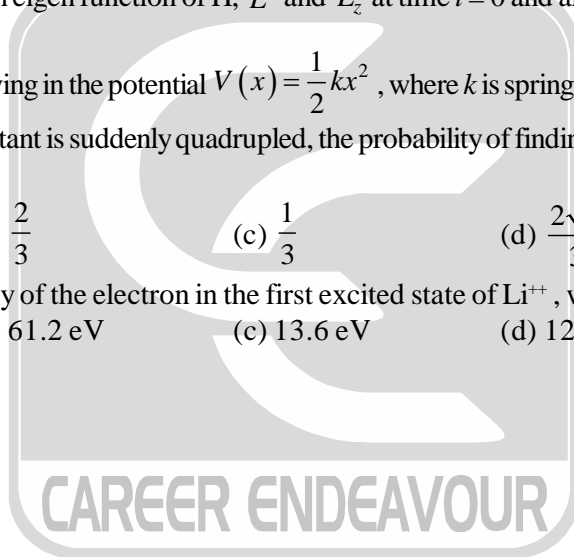 eigen function of H, L² and L_z at time t = 0 and a
ing in the potential V(x) = 1/2 kx², where k is spring
tant is suddenly quadrupled, the probability of findin
2/3 (c) 1/3 (d)
y of the electron in the first excited state of Li⁺⁺, 
61.2 eV (c) 13.6 eV (d) 12
CAREER ENDEAVOUR